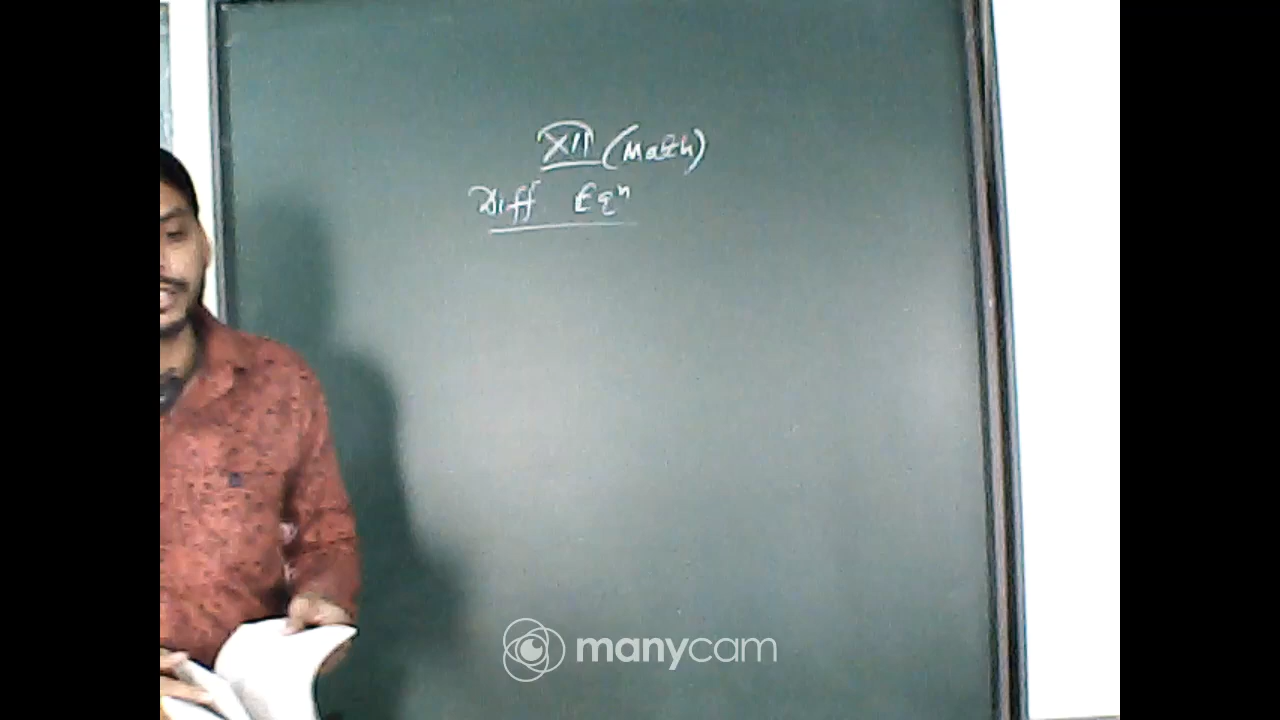 XII (Math)
Diff Eqⁿ
manycam